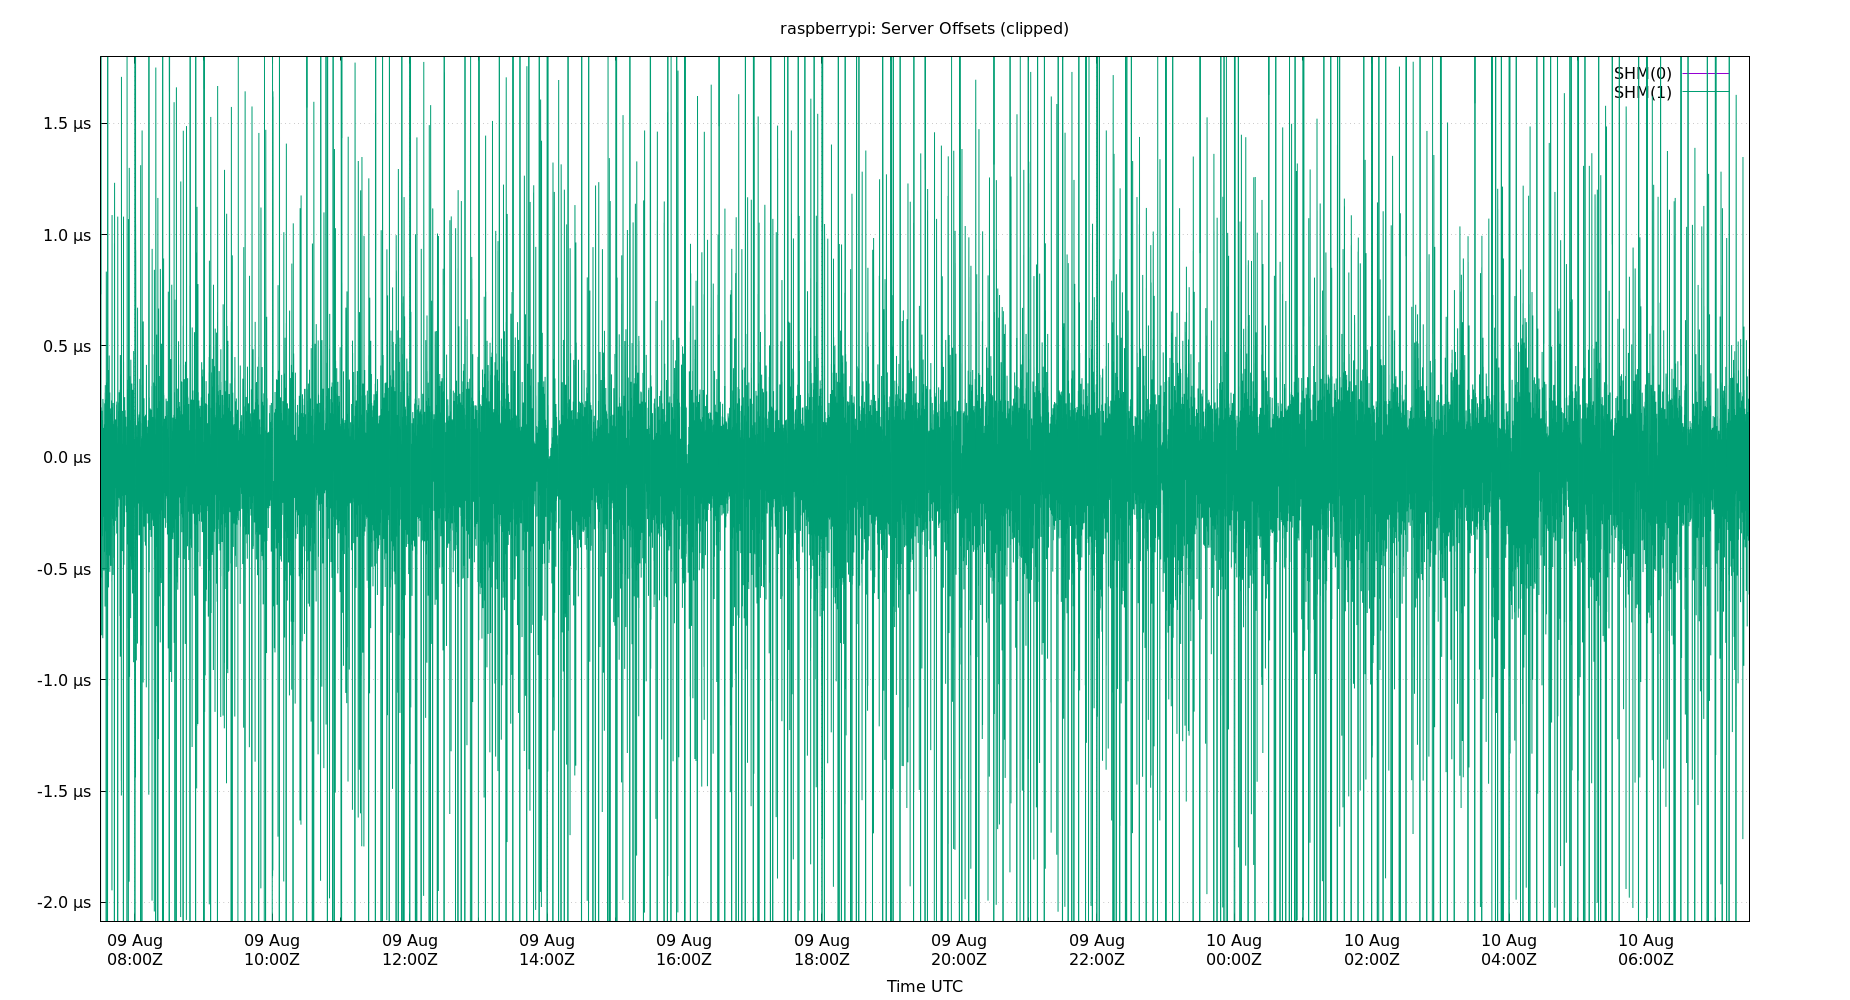 raspberrypi: Server Offsets (clipped)
SHM(0)
SHM(1)
1.5 µs
1.0 µs
0.5 µs
0.0 µs
-0.5 µs
-1.0 µs
-1.5 µs
-2.0 µs
09 Aug 09 Aug 09 Aug 09 Aug 09 Aug 09 Aug 09 Aug 09 Aug 10 Aug 10 Aug 10 Aug 10 Aug
08:00Z 10:00Z 12:00Z 14:00Z 16:00Z 18:00Z 20:00Z 22:00Z 00:00Z 02:00Z 04:00Z 06:00Z
Time UTC